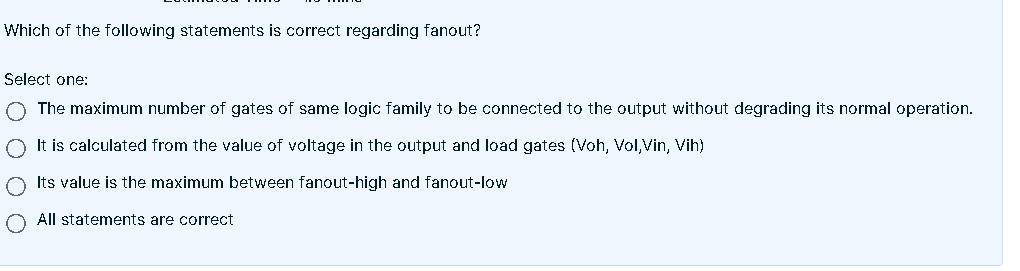 Which of the following statements is correct regarding fanout?
Select one:
The maximum number of gates of same logic family to be connected to the output without degrading its normal operation.
It is calculated from the value of voltage in the output and load gates (Voh, Vol,Vin, Vih)
Its value is the maximum between fanout-high and fanout-low
All statements are correct